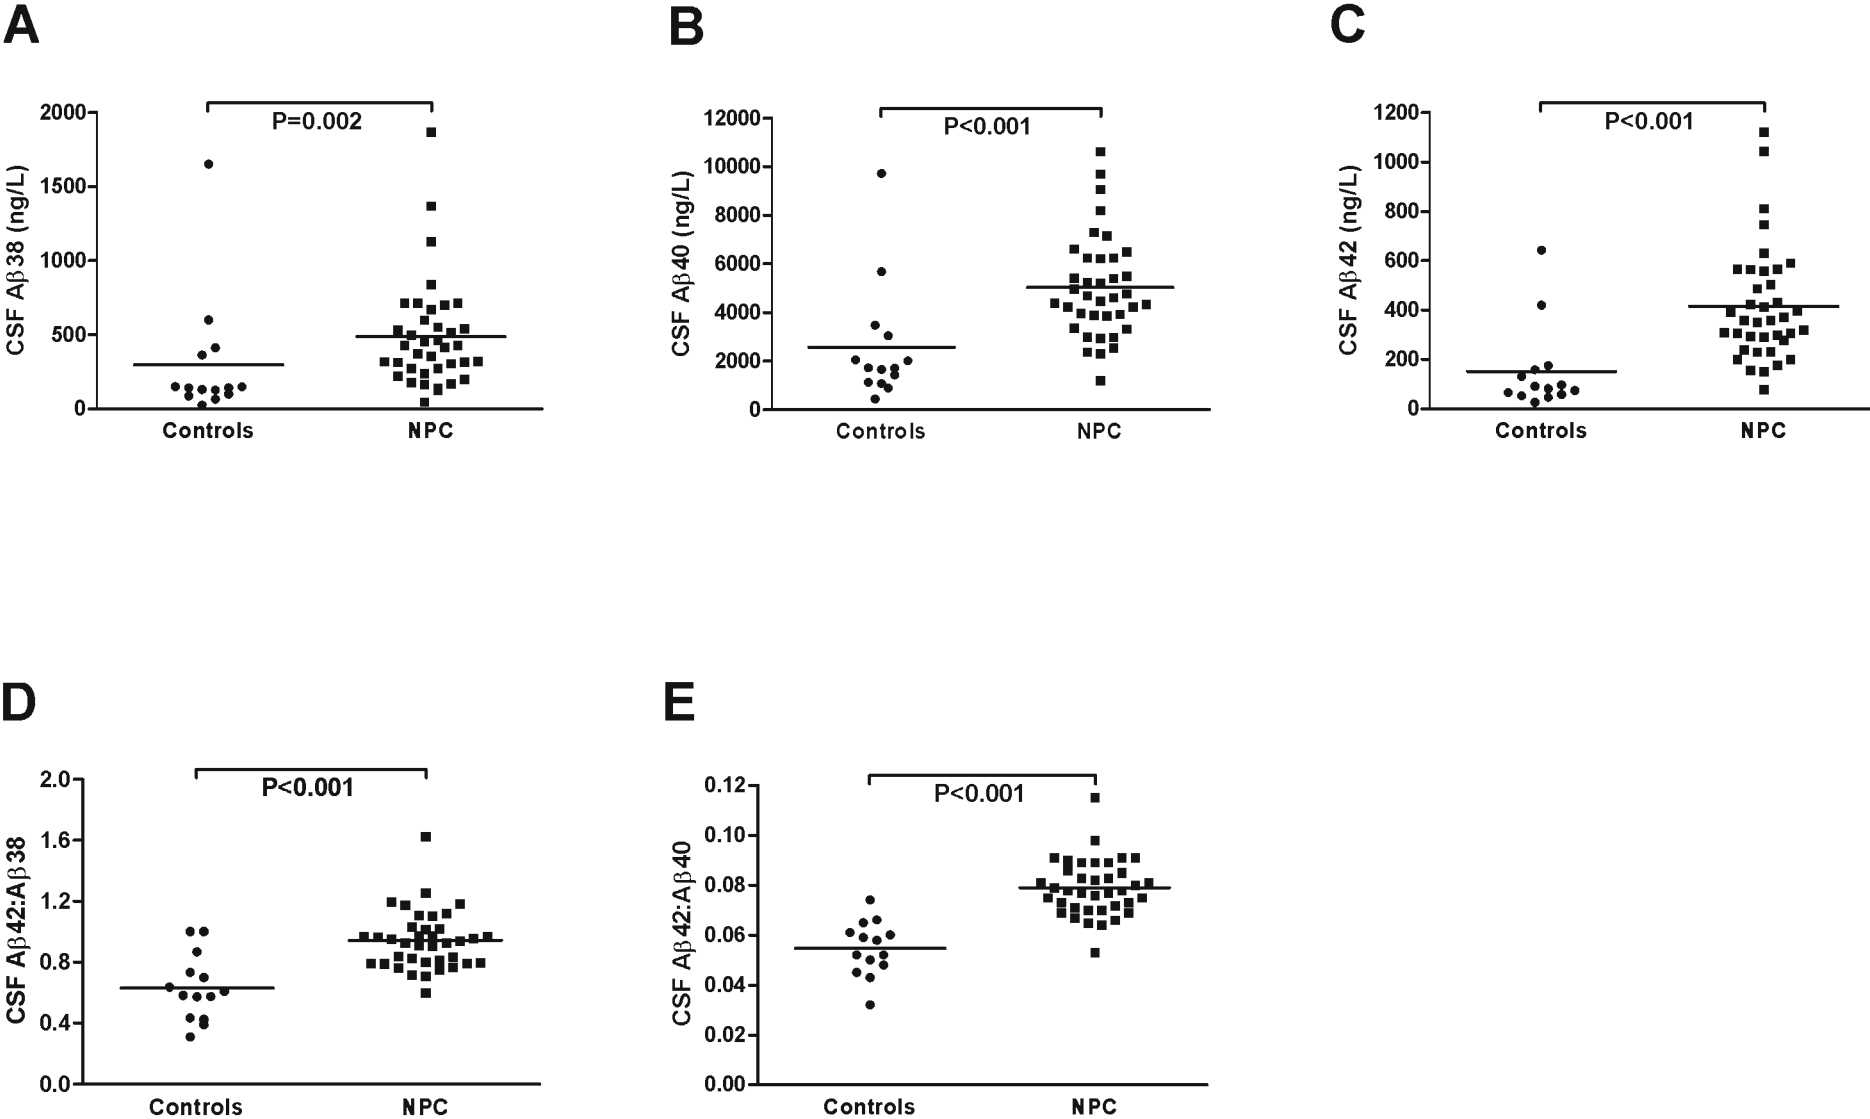 A
CSF Aβ38 (ng/L)
2000
1500
1000
500
0
P=0.002
Controls NPC
B
CSF Aβ40 (ng/L)
12000
10000
8000
6000
4000
2000
0
P<0.001
Controls NPC
C
CSF Aβ42 (ng/L)
1200
1000
800
600
400
200
0
P<0.001
Controls NPC
D
CSF Aβ42:Aβ38
2.0
1.6
1.2
0.8
0.4
0.0
P<0.001
Controls NPC
E
CSF Aβ42:Aβ40
0.12
0.10
0.08
0.06
0.04
0.02
0.00
P<0.001
Controls NPC